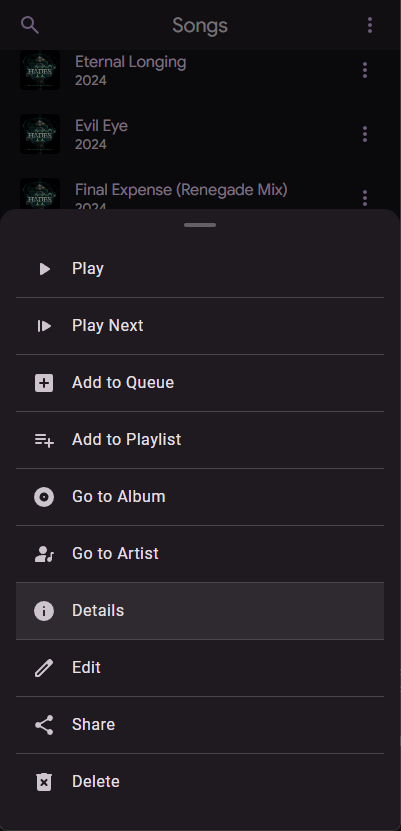 Songs
Eternal Longing
2024
Evil Eye
2024
Final Expense (Renegade Mix)
2024
Play
Play Next
Add to Queue
Add to Playlist
Go to Album
Go to Artist
Details
Edit
Share
Delete